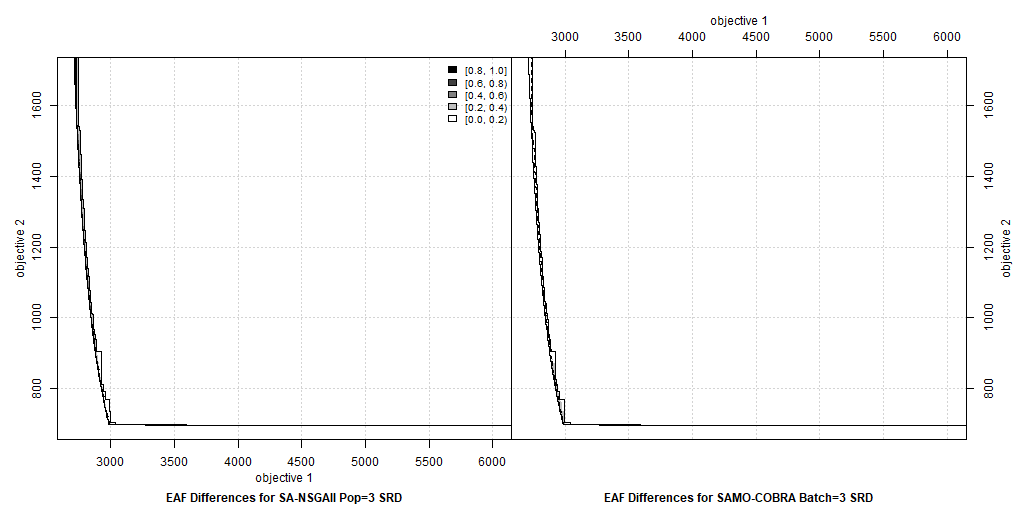 objective 1
3000 3500 4000 4500 5000 5500 6000
[0.8, 1.0]
[0.6, 0.8)
[0.4, 0.6)
[0.2, 0.4)
[0.0, 0.2)
objective 2
1600
1400
1200
1000
800
1600
1400
1200
1000
800
objective 2
3000 3500 4000 4500 5000 5500 6000
objective 1
EAF Differences for SA-NSGAII Pop=3 SRD
EAF Differences for SAMO-COBRA Batch=3 SRD